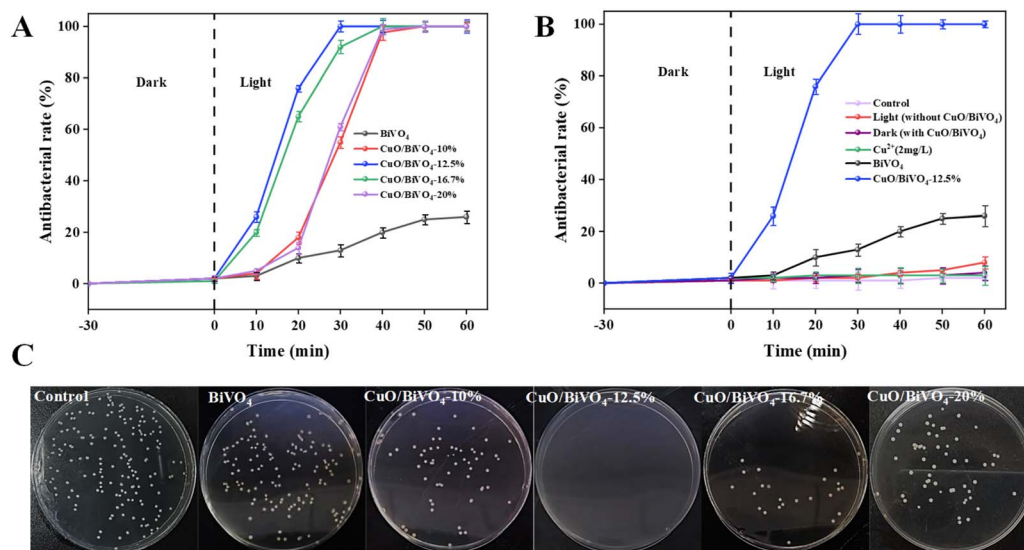 A
Antibacterial rate (%)
100
80
60
40
20
0
Dark
Light
BiVO₄
CuO/BiVO₄-10%
CuO/BiVO₄-12.5%
CuO/BiVO₄-16.7%
CuO/BiVO₄-20%
-30
0
10
20
30
40
50
60
Time (min)
B
Antibacterial rate (%)
100
80
60
40
20
0
Dark
Light
Control
Light (without CuO/BiVO₄)
Dark (with CuO/BiVO₄)
Cu²⁺(2mg/L)
BiVO₄
CuO/BiVO₄-12.5%
-30
0
10
20
30
40
50
60
Time (min)
C
Control
BiVO₄
CuO/BiVO₄-10%
CuO/BiVO₄-12.5%
CuO/BiVO₄-16.7%
CuO/BiVO₄-20%